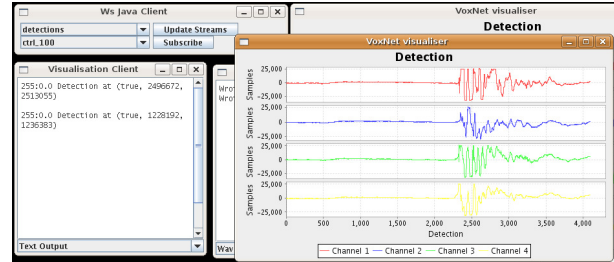 Ws Java Client
detections
Update Streams
ctrl_100
Subscribe
VoxNet visualiser
Detection
Visualisation Client
255:0.0 Detection at (true, 2496672,
2513055)
255:0.0 Detection at (true, 1228192,
1236383)
Text Output
Wro
Wro
Wav
VoxNet visualiser
Detection
Samples
25,000
0
-25,000
Samples
25,000
0
-25,000
Samples
25,000
0
-25,000
Samples
25,000
0
-25,000
0 500 1,000 1,500 2,000 2,500 3,000 3,500 4,000
Detection
Channel 1 Channel 2 Channel 3 Channel 4